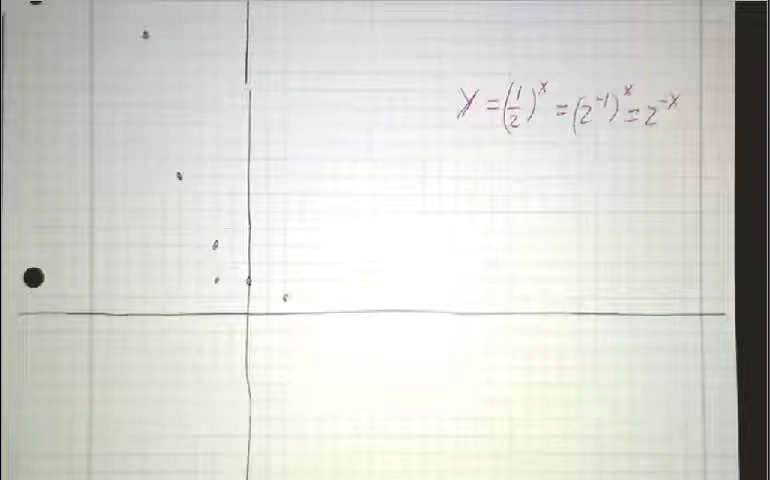 y = (1/2)^x = (2^-1)^x = 2^-x